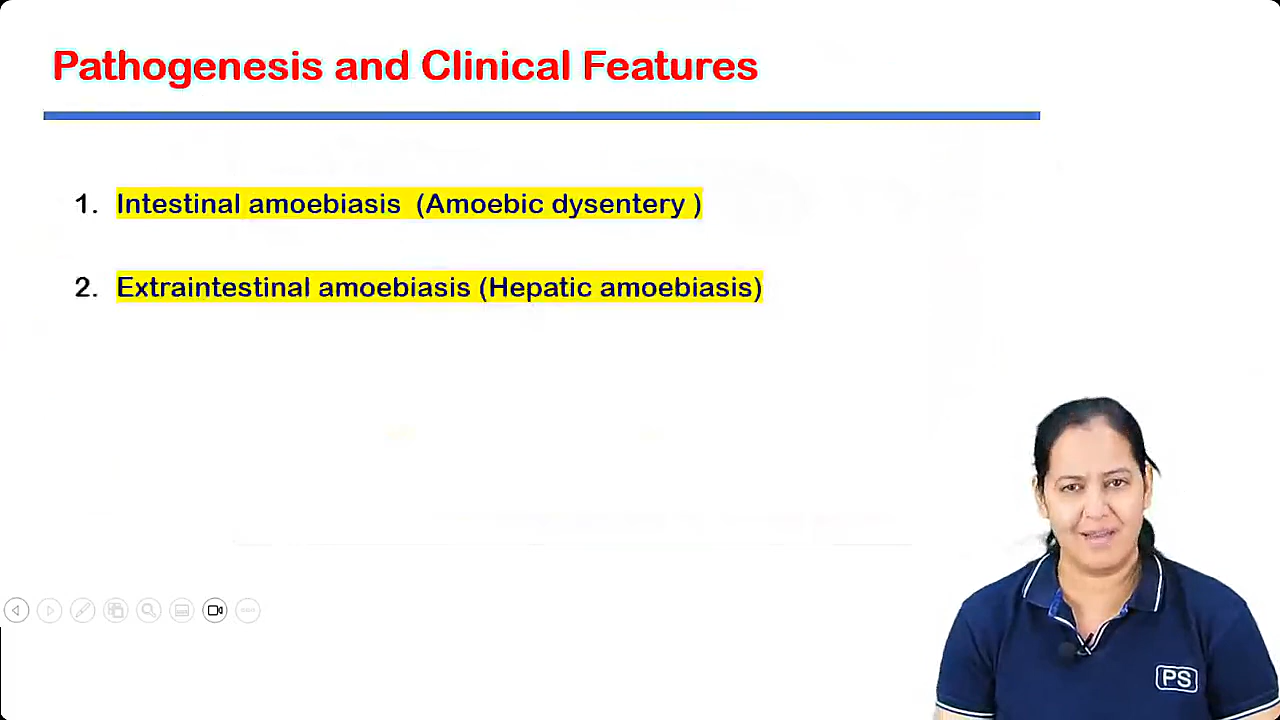 Pathogenesis and Clinical Features
1. Intestinal amoebiasis (Amoebic dysentery )
2. Extraintestinal amoebiasis (Hepatic amoebiasis)
PS